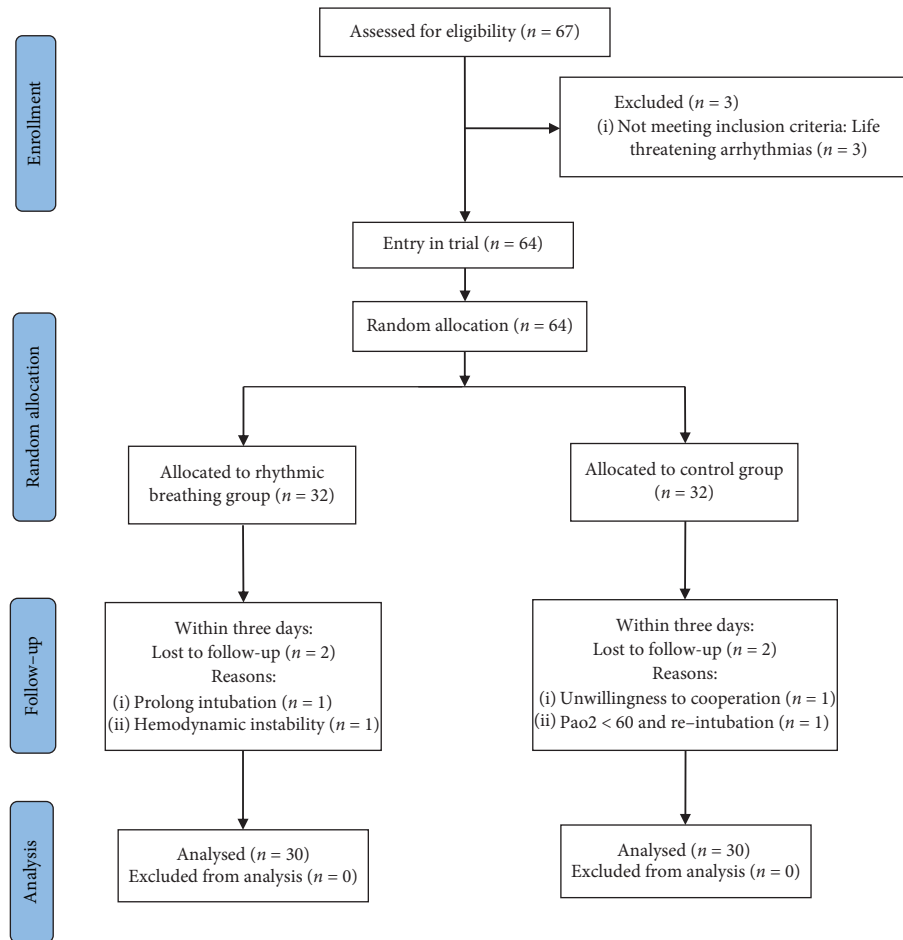 Enrollment
Assessed for eligibility (n = 67)
Excluded (n = 3)
(i) Not meeting inclusion criteria: Life
threatening arrhythmias (n = 3)
Entry in trial (n = 64)
Random allocation
Random allocation (n = 64)
Allocated to rhythmic
breathing group (n = 32)
Allocated to control group
(n = 32)
Follow–up
Within three days:
Lost to follow-up (n = 2)
Reasons:
(i) Prolong intubation (n = 1)
(ii) Hemodynamic instability (n = 1)
Within three days:
Lost to follow-up (n = 2)
Reasons:
(i) Unwillingness to cooperation (n = 1)
(ii) Pao2 < 60 and re–intubation (n = 1)
Analysis
Analysed (n = 30)
Excluded from analysis (n = 0)
Analysed (n = 30)
Excluded from analysis (n = 0)